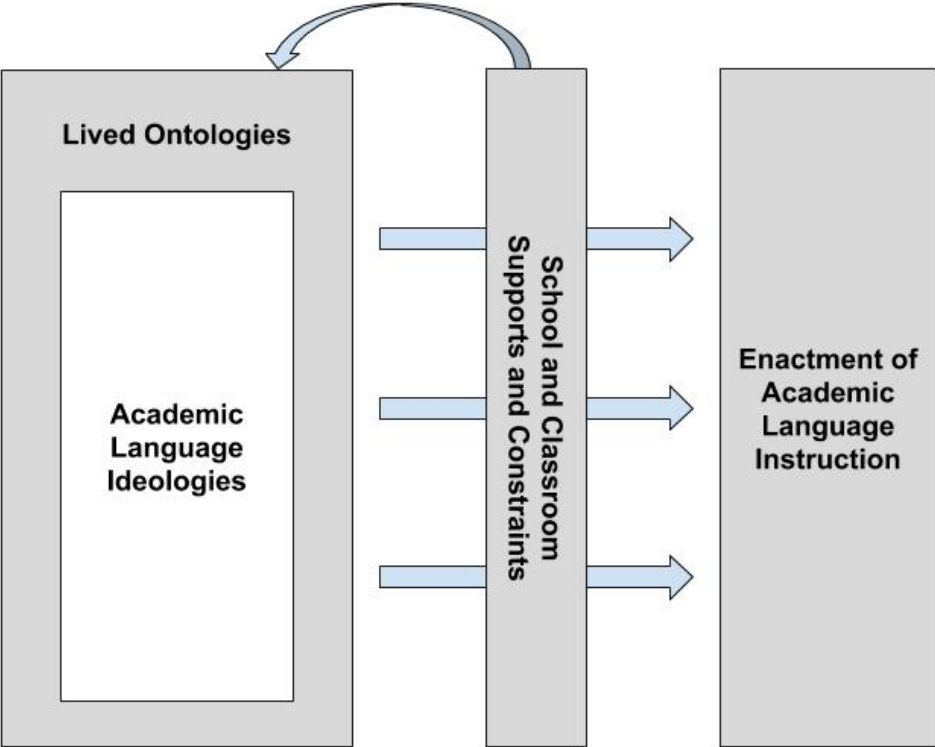 Lived Ontologies
Academic
Language
Ideologies
School and Classroom
Supports and Constraints
Enactment of
Academic
Language
Instruction